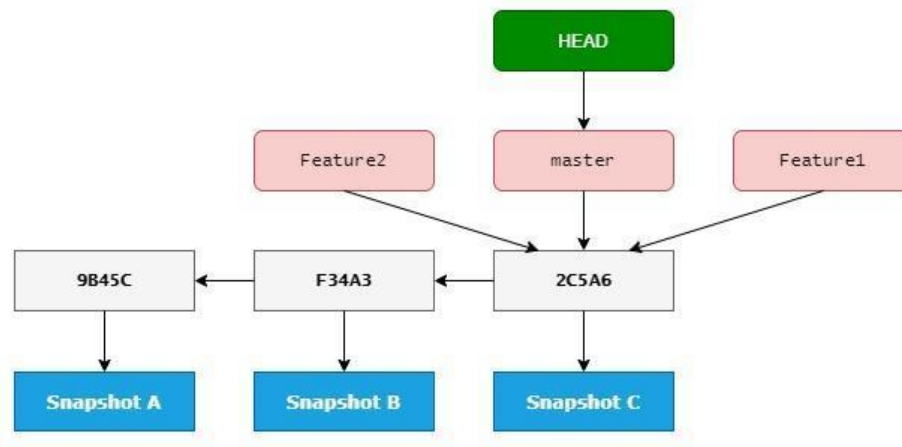 HEAD
Feature2
master
Feature1
9B45C
F34A3
2C5A6
Snapshot A
Snapshot B
Snapshot C